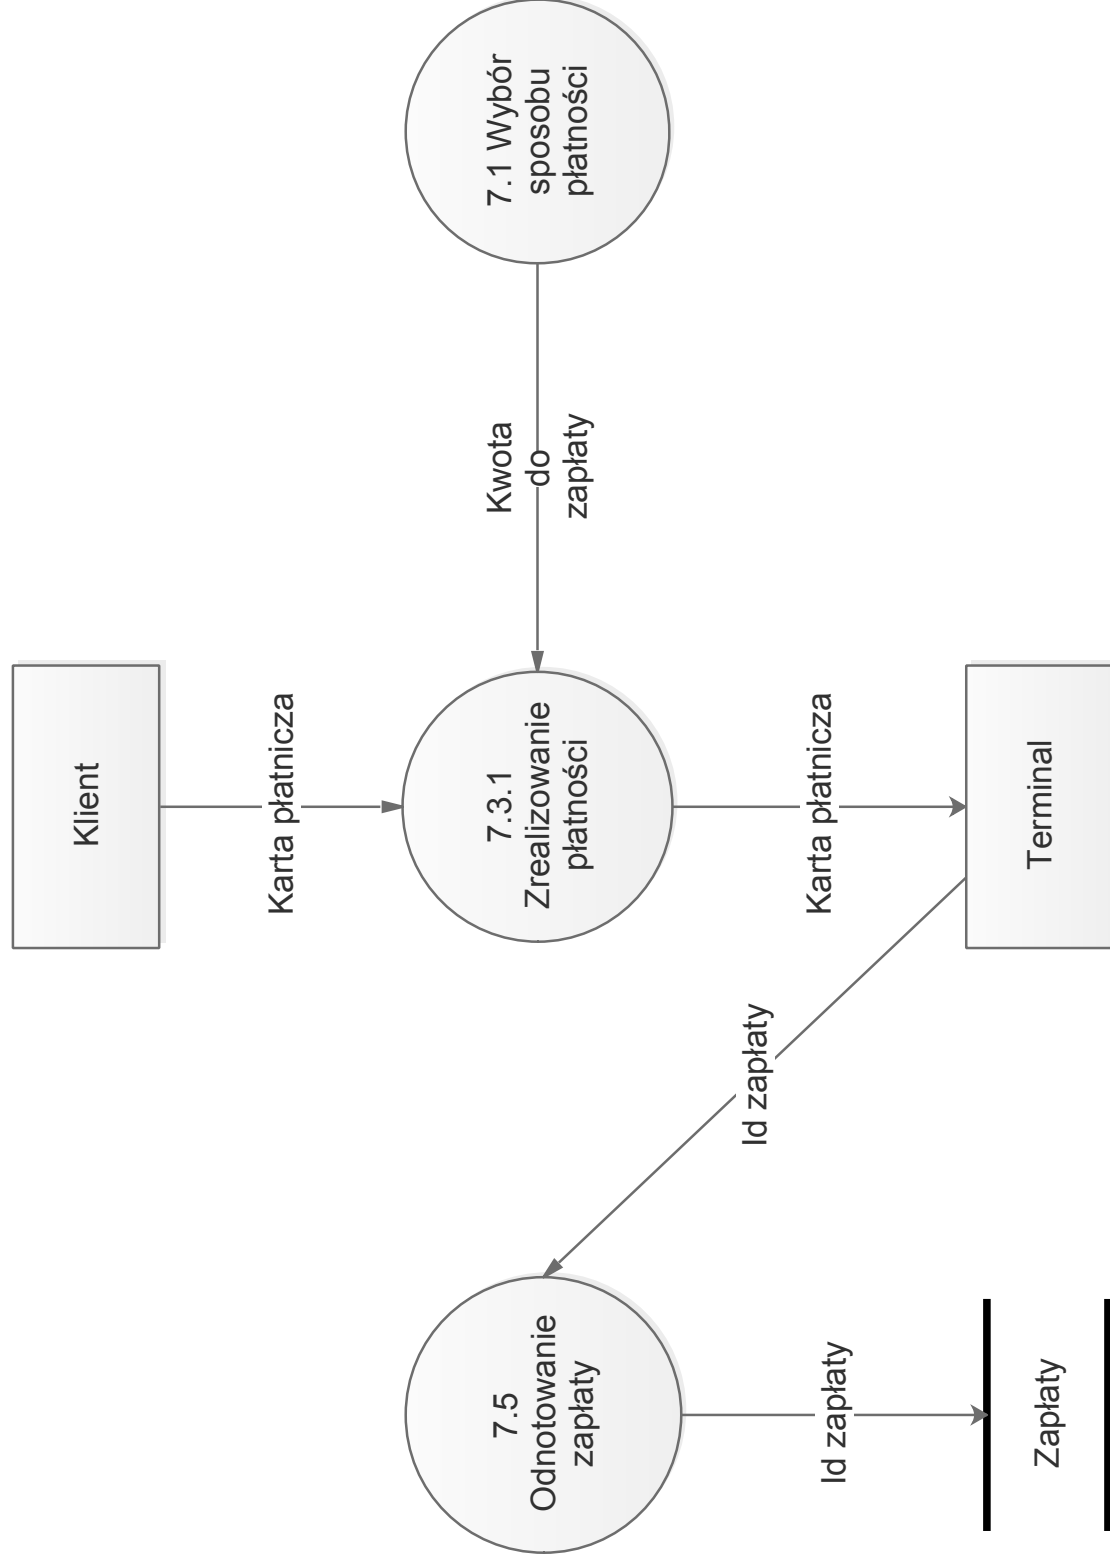 Klient
Karta płatnicza
7.5
Odnotowanie
zapłaty
7.3.1
Zrealizowanie
płatności
Kwota
do
zapłaty
7.1 Wybór
sposobu
płatności
Id zapłaty
Id zapłaty
Karta płatnicza
Zapłaty
Terminal